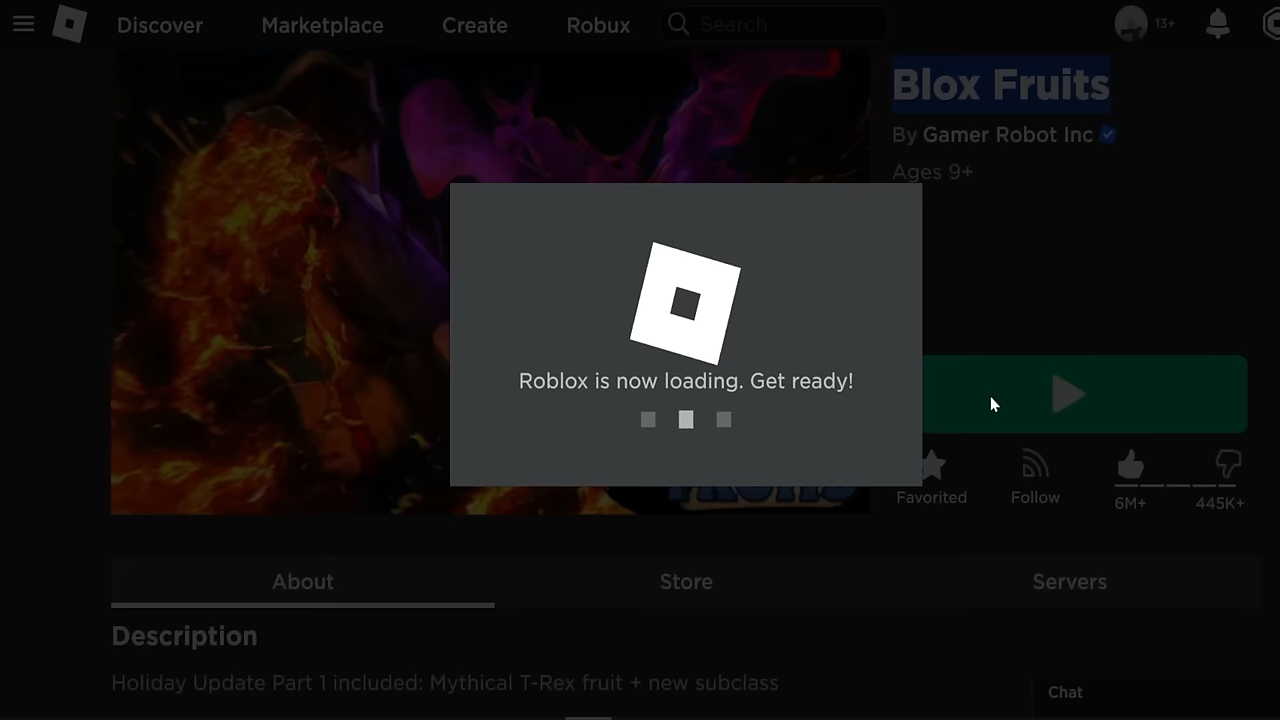 Discover
Marketplace
Create
Robux
Search
13+
Blox Fruits
By Gamer Robot Inc
Ages 9+
Roblox is now loading. Get ready!
Favorited
Follow
6M+
445K+
FRUITS
About
Store
Servers
Description
Holiday Update Part 1 included: Mythical T-Rex fruit + new subclass
Chat